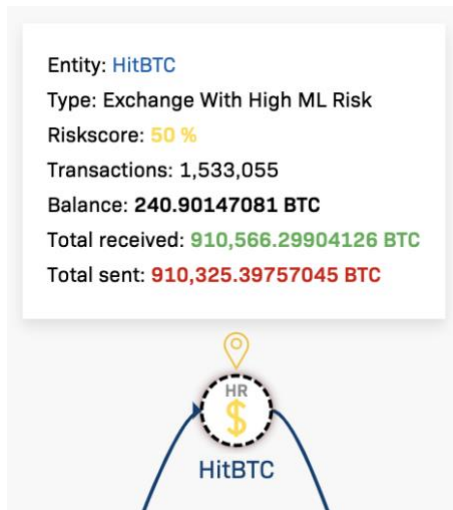 Entity: HitBTC
Type: Exchange With High ML Risk
Riskscore: 50 %
Transactions: 1,533,055
Balance: 240.90147081 BTC
Total received: 910,566.29904126 BTC
Total sent: 910,325.39757045 BTC
HR
$
HitBTC